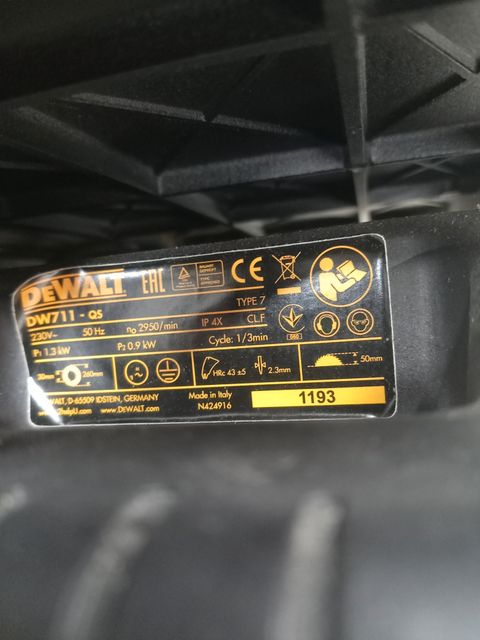 DEWALT EAC CE
DW711 - QS TYPE 7
230V~ 50 Hz n₀ 2950/min IP 4X CL.F
P₁ 1.3 kW P₂ 0.9 kW Cycle: 1/3min
30mm 260mm HRc 43 ±5 2.3mm 50mm
DEWALT, D-65509 IDSTEIN, GERMANY Made in Italy 1193
www.DEWALT.com N424916